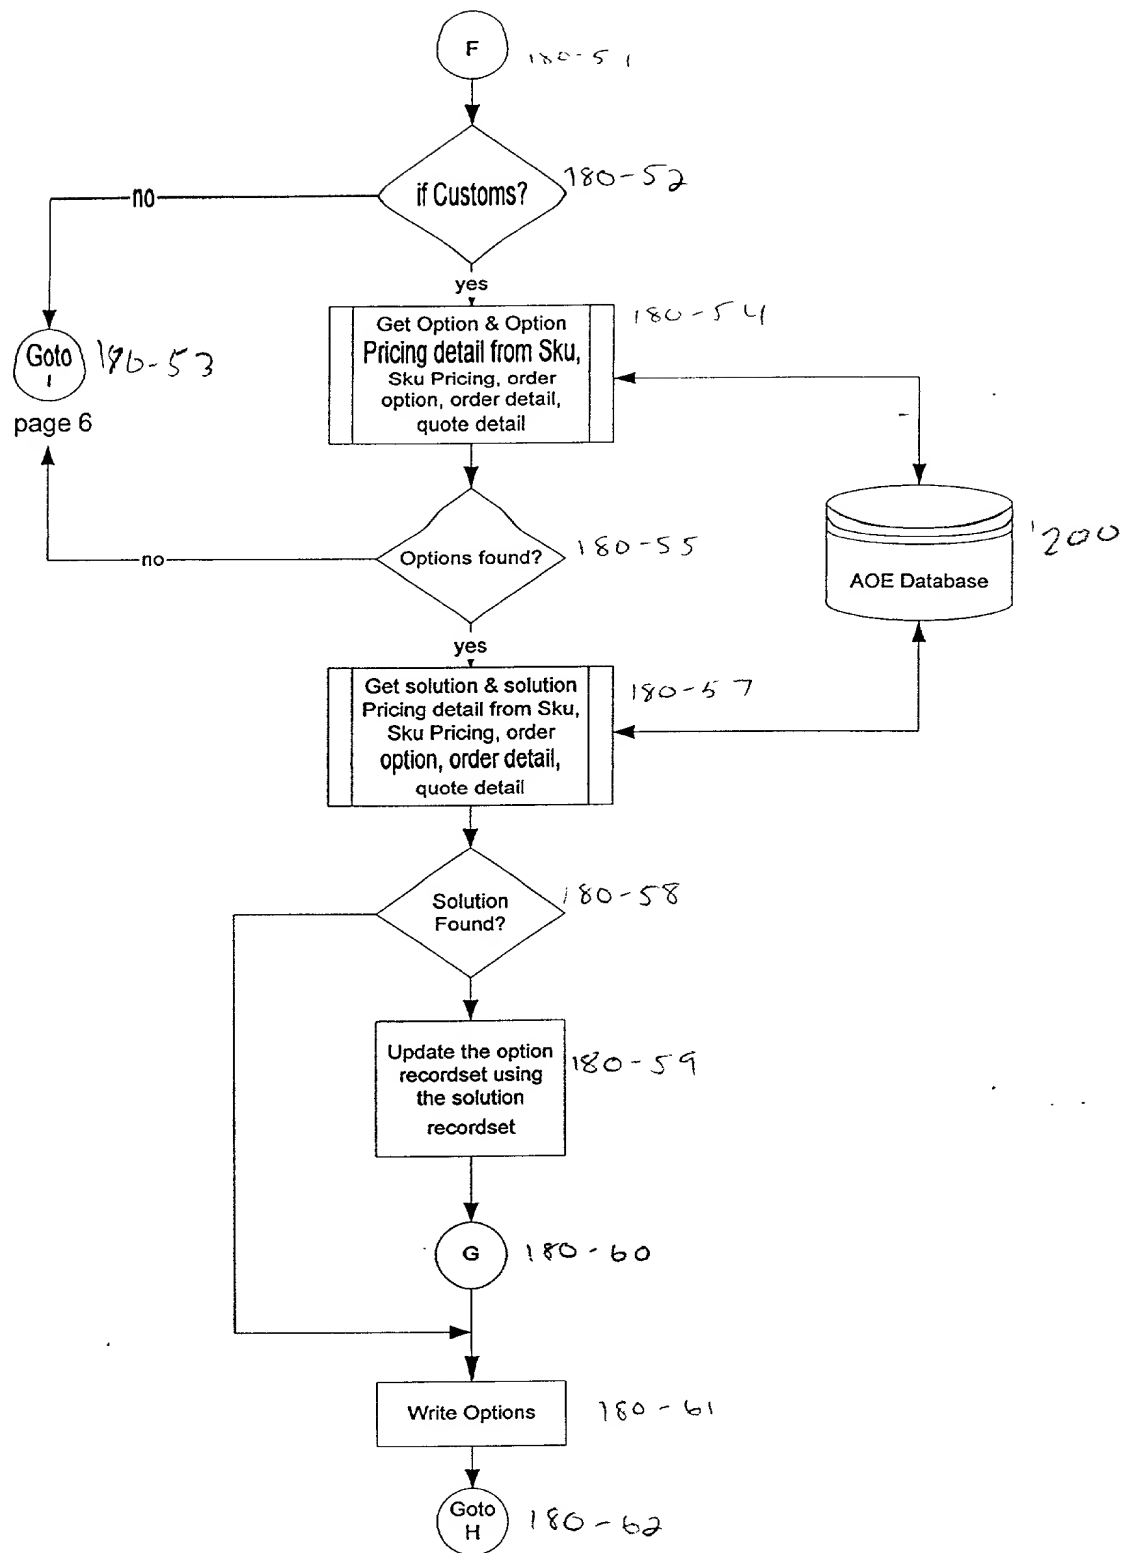 F
180-51
if Customs?
180-52
no
yes
Get Option & Option
Pricing detail from Sku,
Sku Pricing, order
option, order detail,
quote detail
180-54
Goto
I
180-53
page 6
Options found?
180-55
no
AOE Database
200
yes
Get solution & solution
Pricing detail from Sku,
Sku Pricing, order
option, order detail,
quote detail
180-57
Solution
Found?
180-58
Update the option
recordset using
the solution
recordset
180-59
G
180-60
Write Options
180-61
Goto
H
180-62